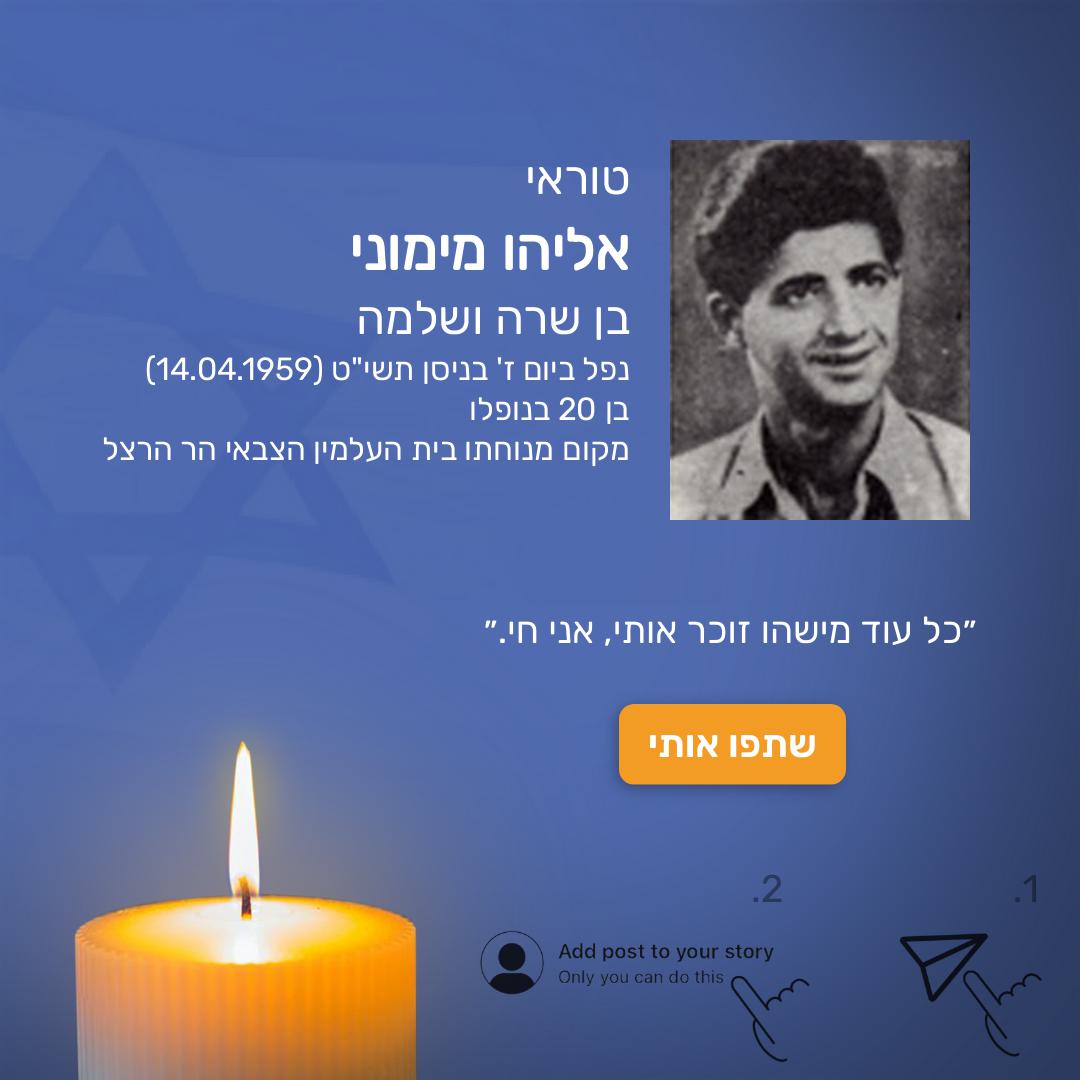 טוראי
אליהו מימוני
בן שרה ושלמה
נפל ביום ז' בניסן תשי"ט (14.04.1959)
בן 20 בנופלו
מקום מנוחתו בית העלמין הצבאי הר הרצל
״כל עוד מישהו זוכר אותי, אני חי.״
שתפו אותי
1.
2.
Add post to your story
Only you can do this